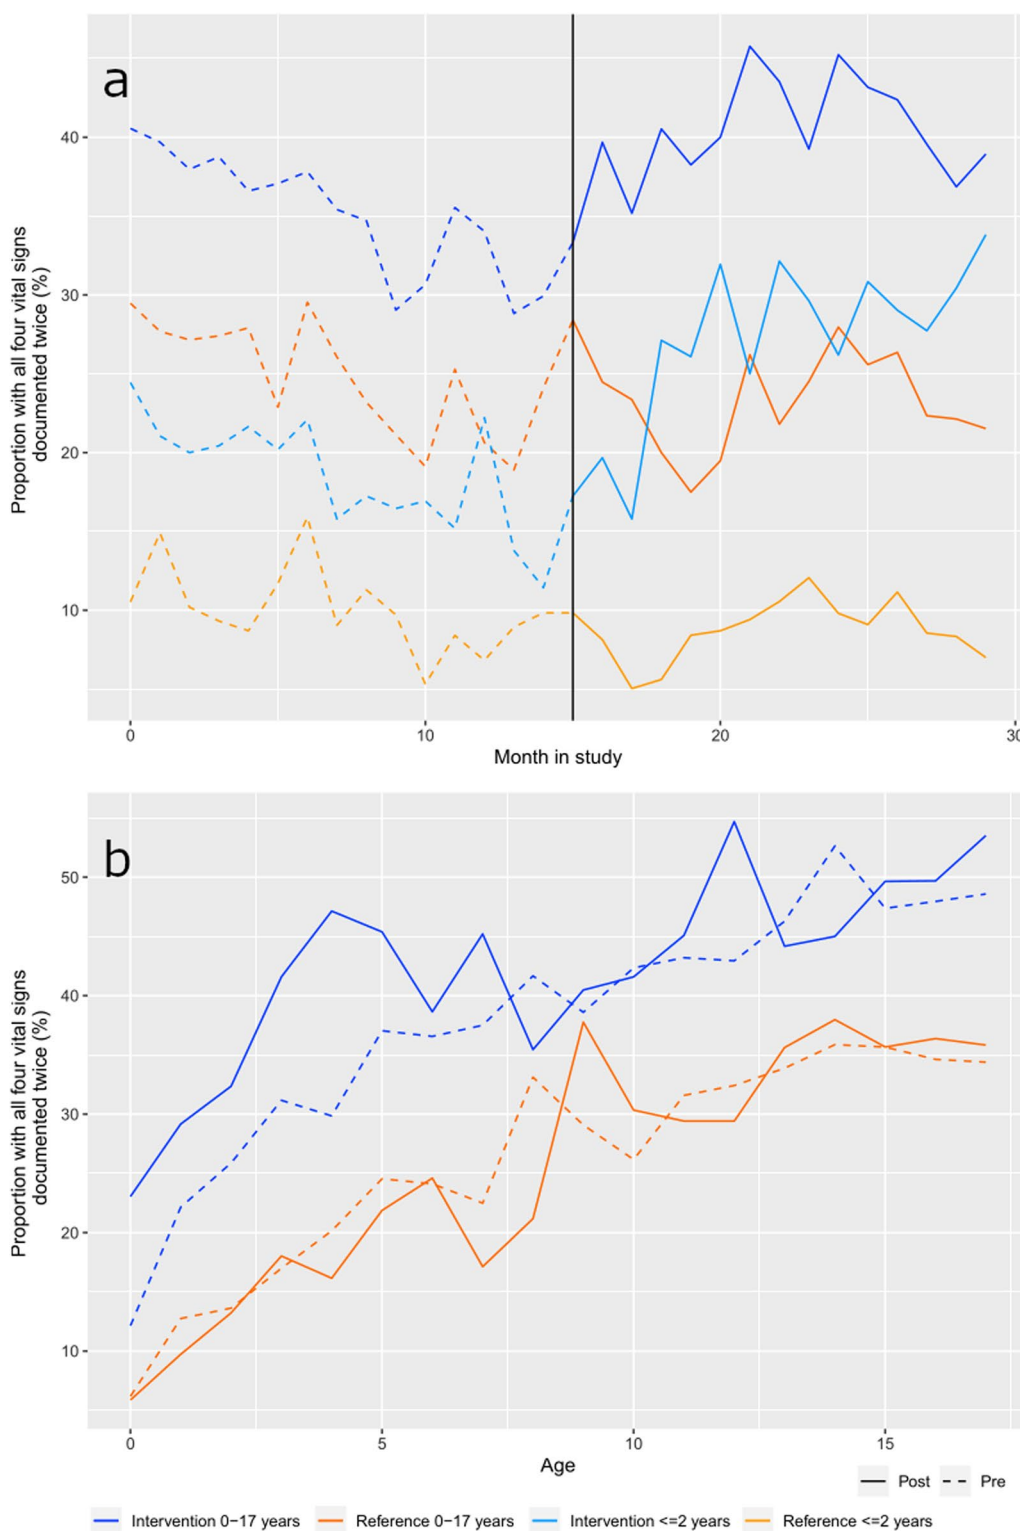 a
40
30
20
10
Proportion with all four vital signs
documented twice (%)
0 10 20 30
Month in study
b
50
40
30
20
10
Proportion with all four vital signs
documented twice (%)
0 5 10 15
Age
Post Pre
Intervention 0−17 years Reference 0−17 years Intervention <=2 years Reference <=2 years